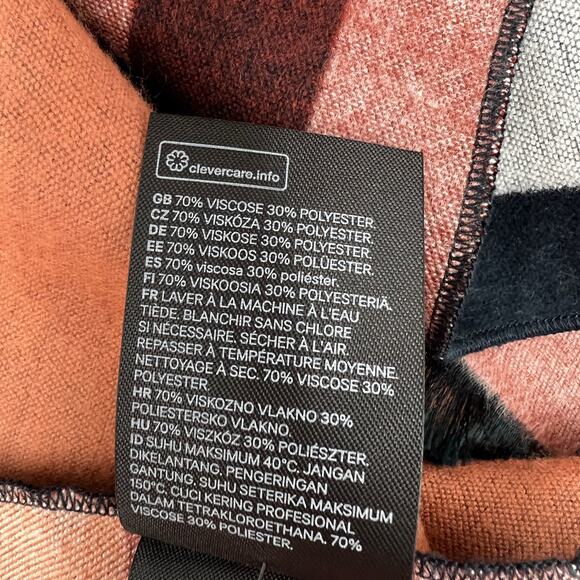 clevercare.info
GB 70% VISCOSE 30% POLYESTER.
CZ 70% VISKÓZA 30% POLYESTER.
DE 70% VISKOSE 30% POLYESTER.
EE 70% VISKOOS 30% POLÜESTER.
ES 70% viscosa 30% poliéster.
FI 70% VISKOOSIA 30% POLYESTERIÄ.
FR LAVER À LA MACHINE À L'EAU
TIÈDE. BLANCHIR SANS CHLORE
SI NÉCESSAIRE. SÉCHER À L'AIR.
REPASSER À TEMPÉRATURE MOYENNE.
NETTOYAGE À SEC. 70% VISCOSE 30%
POLYESTER.
HR 70% VISKOZNO VLAKNO 30%
POLIESTERSKO VLAKNO.
HU 70% VISZKÓZ 30% POLIÉSZTER.
ID SUHU MAKSIMUM 40°C. JANGAN
DIKELANTANG. PENGERINGAN
GANTUNG. SUHU SETERIKA MAKSIMUM
150°C. CUCI KERING PROFESIONAL
DALAM TETRAKLOROETHANA. 70%
VISCOSE 30% POLIESTER.